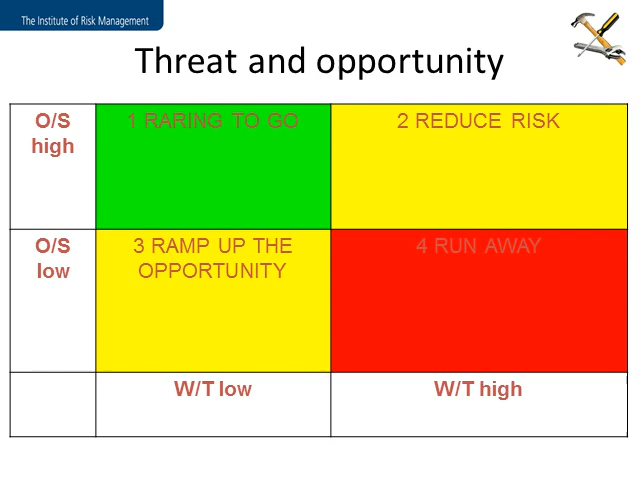 The Institute of Risk Management
Threat and opportunity
O/S
high
1 RARING TO GO
2 REDUCE RISK
O/S
low
3 RAMP UP THE
OPPORTUNITY
4 RUN AWAY
W/T low
W/T high